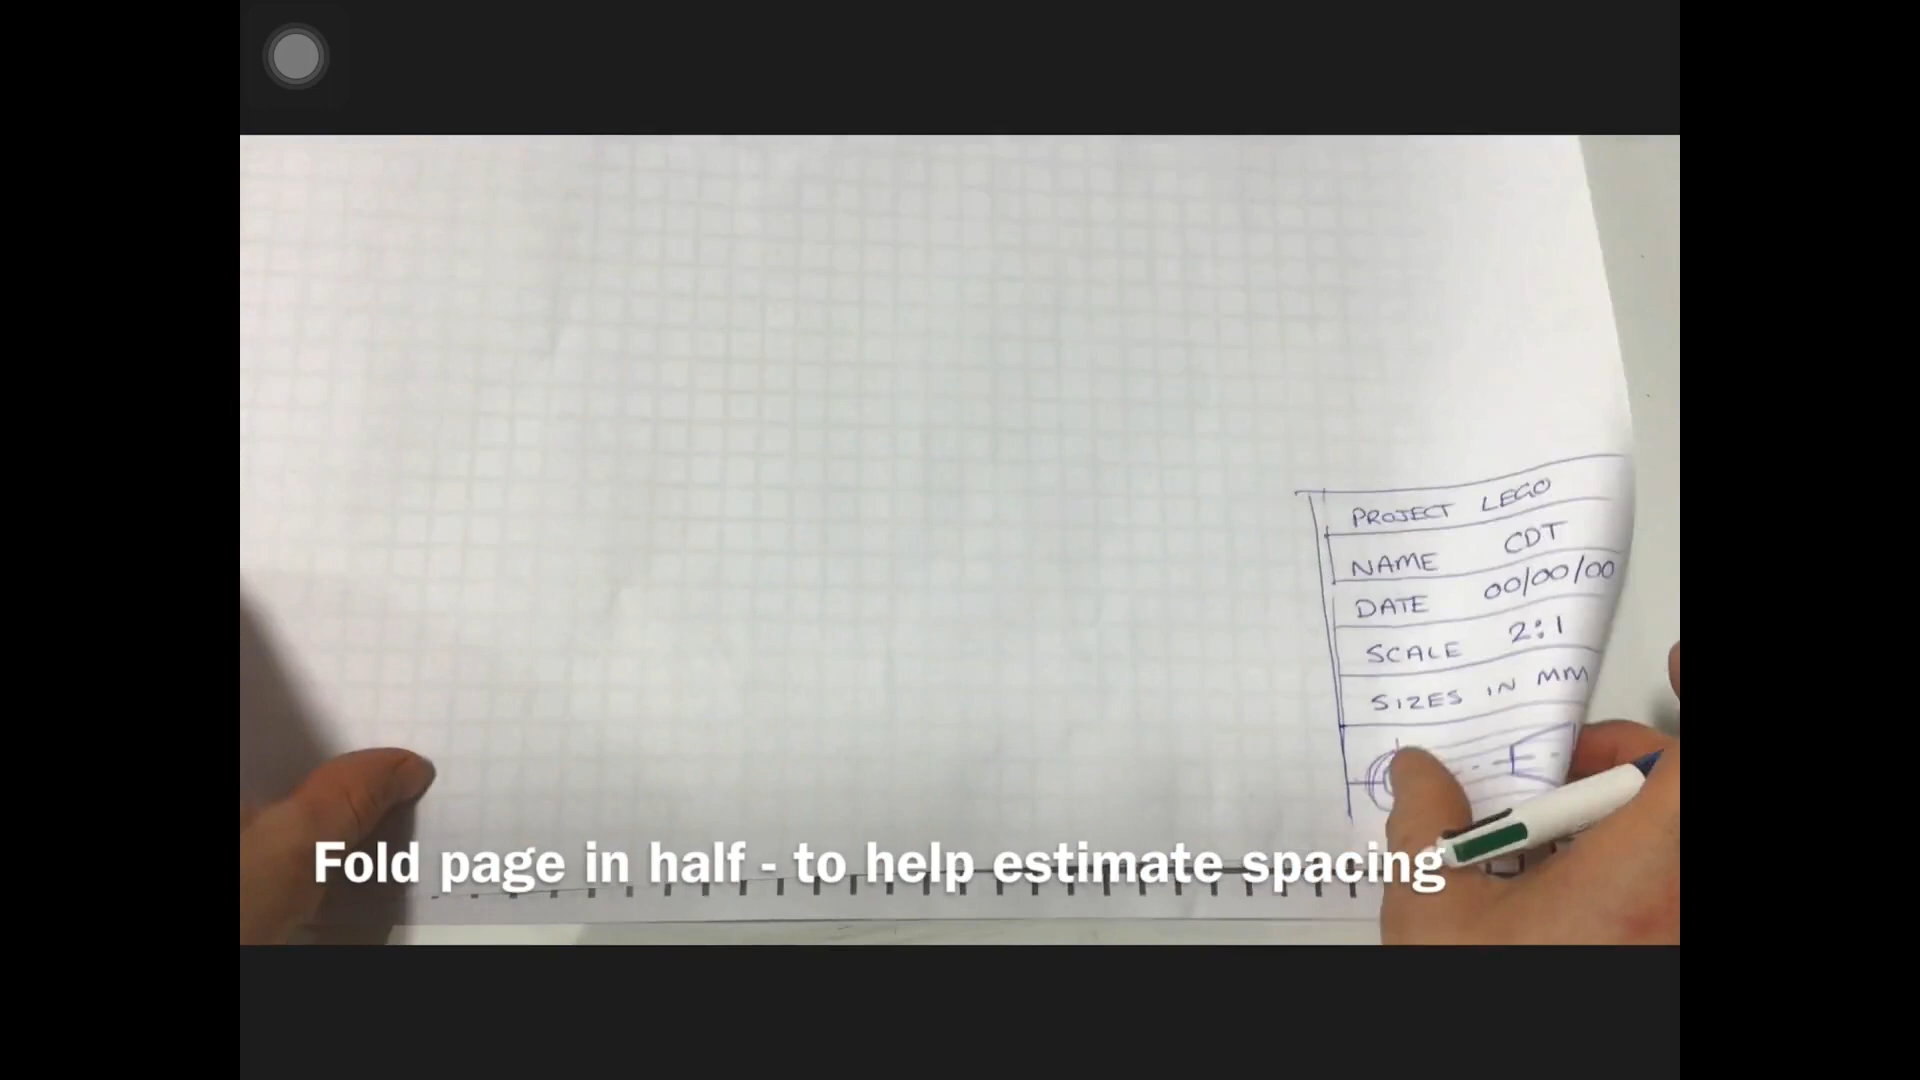 PROJECT LEGO
NAME CDT
DATE 00/00/00
SCALE 2:1
SIZES IN MM
Fold page in half - to help estimate spacing